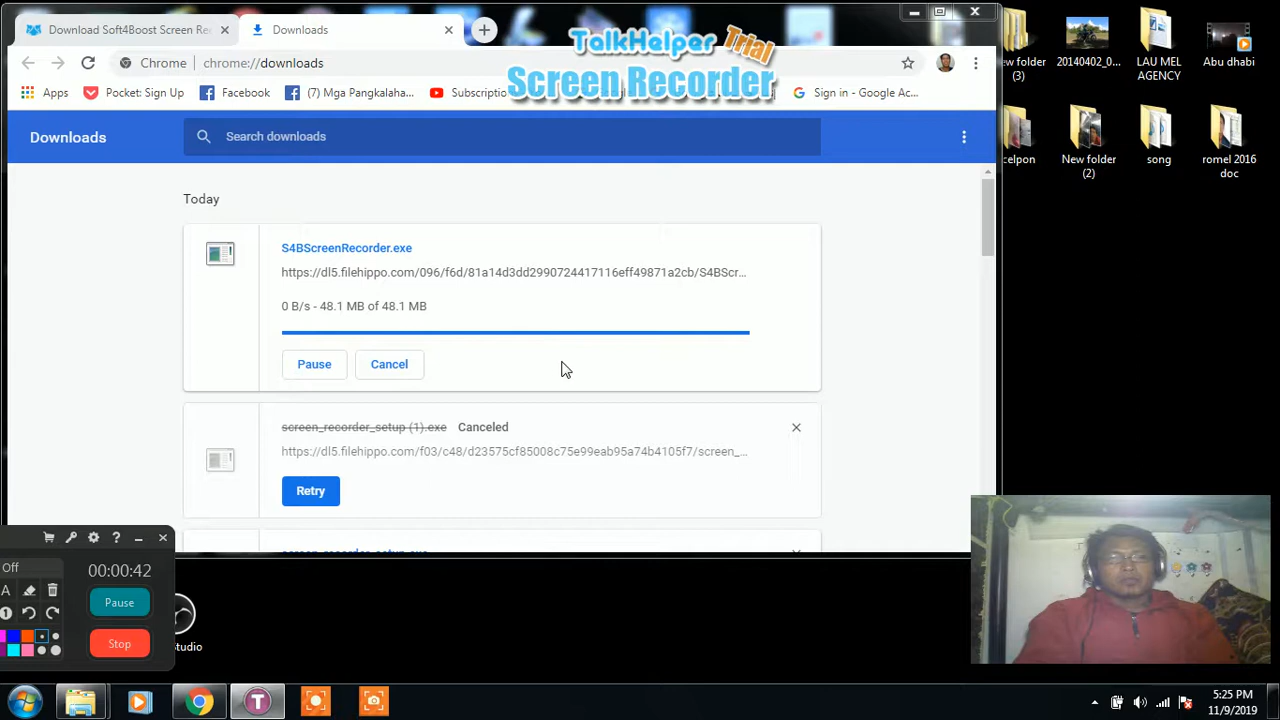 Download Soft4Boost Screen Re
Downloads
TalkHelper Trial
Screen Recorder
Chrome
chrome://downloads
Apps
Pocket: Sign Up
Facebook
(7) Mga Pangkalaha...
Subscriptio
Sign in - Google Ac...
Downloads
Search downloads
Today
S4BScreenRecorder.exe
https://dl5.filehippo.com/096/f6d/81a14d3dd2990724417116eff49871a2cb/S4BScr...
0 B/s - 48.1 MB of 48.1 MB
Pause
Cancel
screen_recorder_setup (1).exe Canceled
https://dl5.filehippo.com/f03/c48/d23575cf85008c75e99eab95a74b4105f7/screen_...
Retry
screen_recorder_setup.exe
ew folder
(3)
20140402_0...
LAU MEL
AGENCY
Abu dhabi
celpon
New folder
(2)
song
romel 2016
doc
Off
00:00:42
A
Pause
1
Stop
Studio
T
5:25 PM
11/9/2019